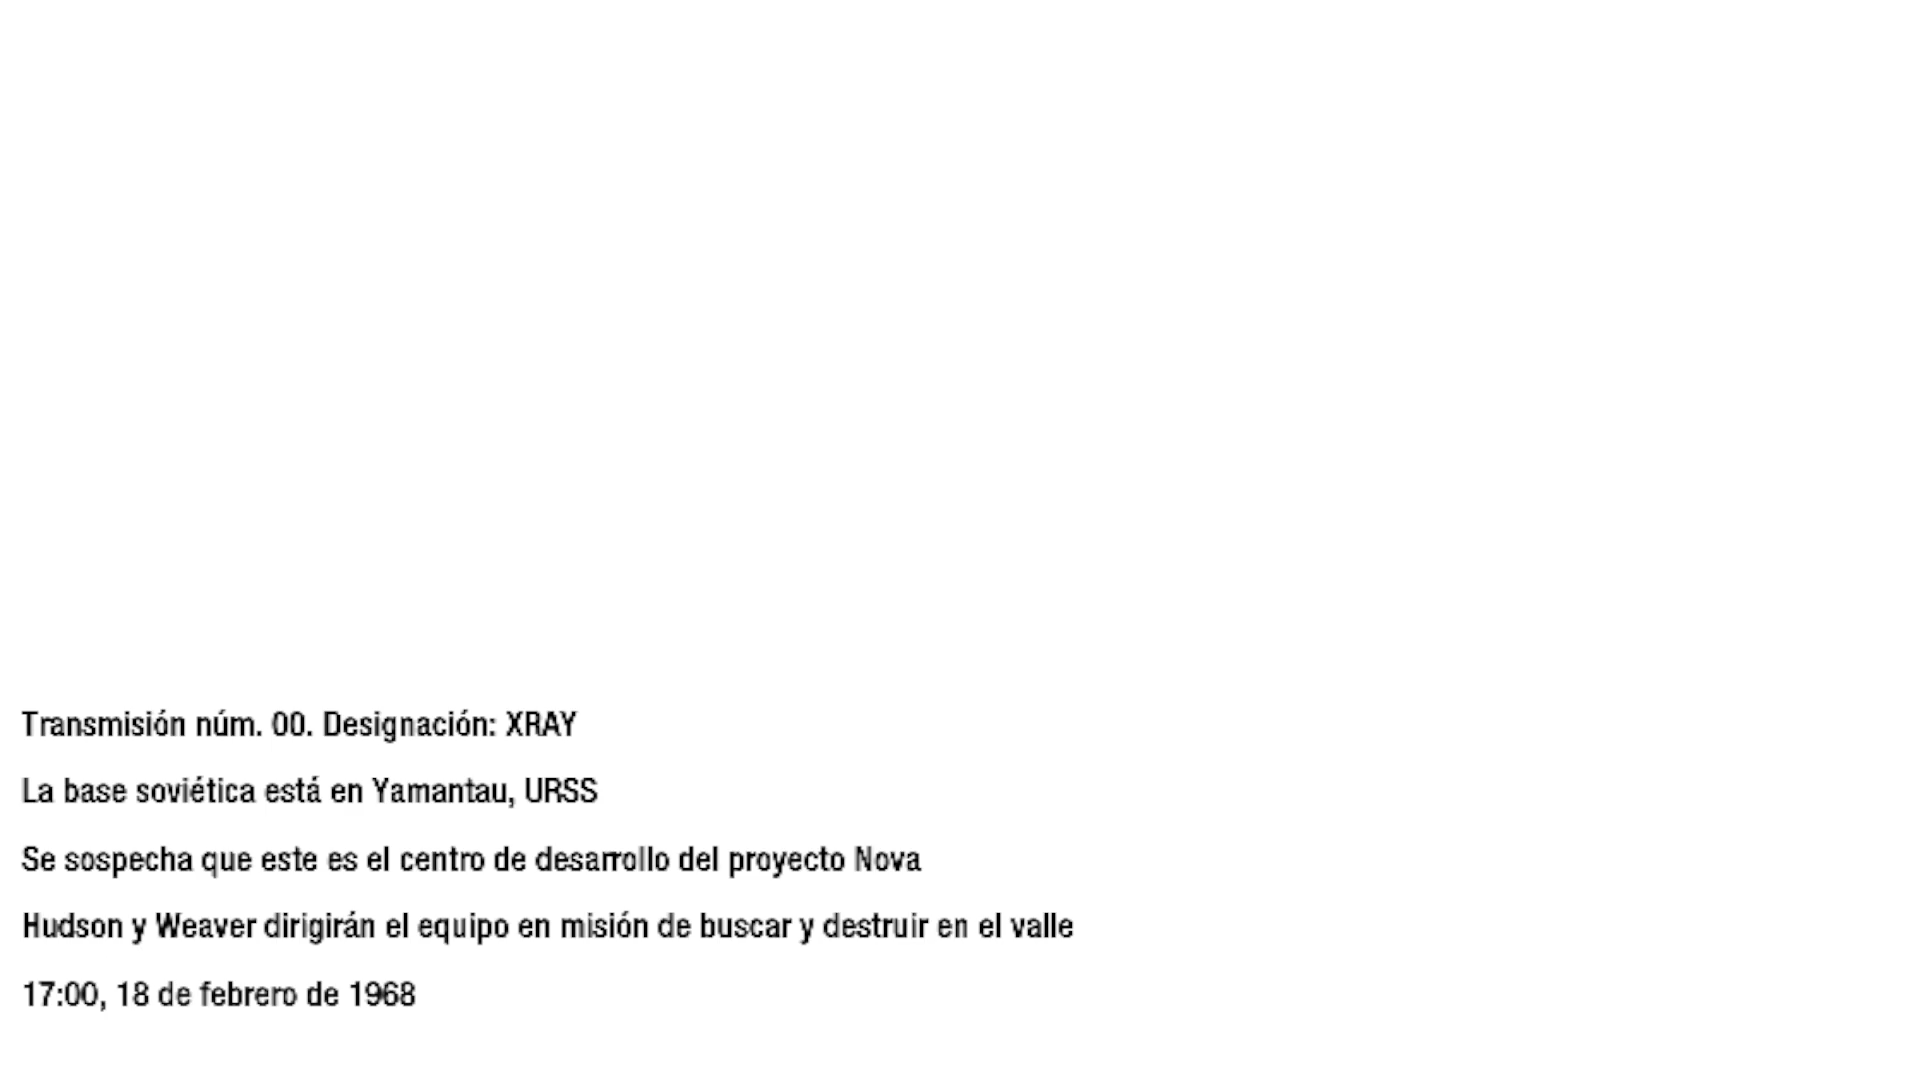 Transmisión núm. 00. Designación: XRAY
La base soviética está en Yamantau, URSS
Se sospecha que este es el centro de desarrollo del proyecto Nova
Hudson y Weaver dirigirán el equipo en misión de buscar y destruir en el valle
17:00, 18 de febrero de 1968